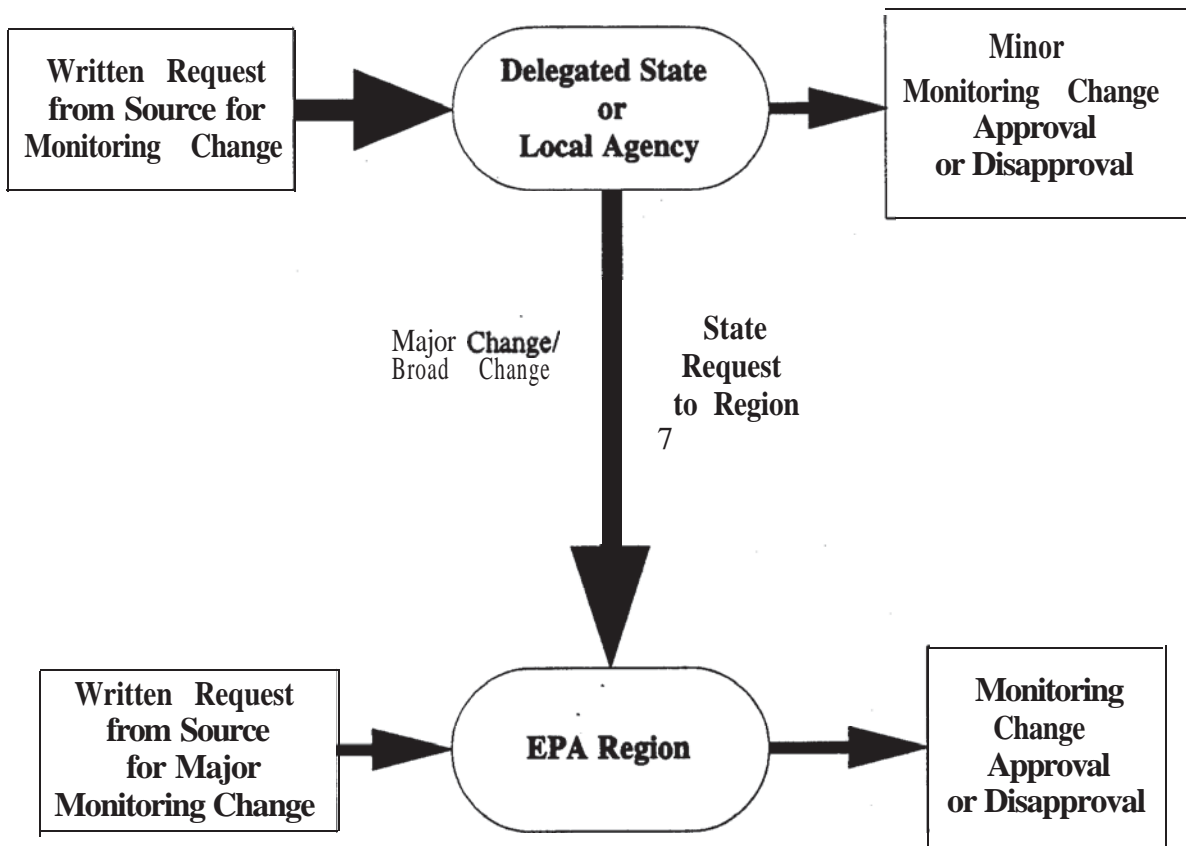 Written Request
from Source for
Monitoring Change
Delegated State
or
Local Agency
Minor
Monitoring Change
Approval
or Disapproval
Major Change/
Broad Change
State
Request
to Region
7
Written Request
from Source
for Major
Monitoring Change
EPA Region
Monitoring
Change
Approval
or Disapproval